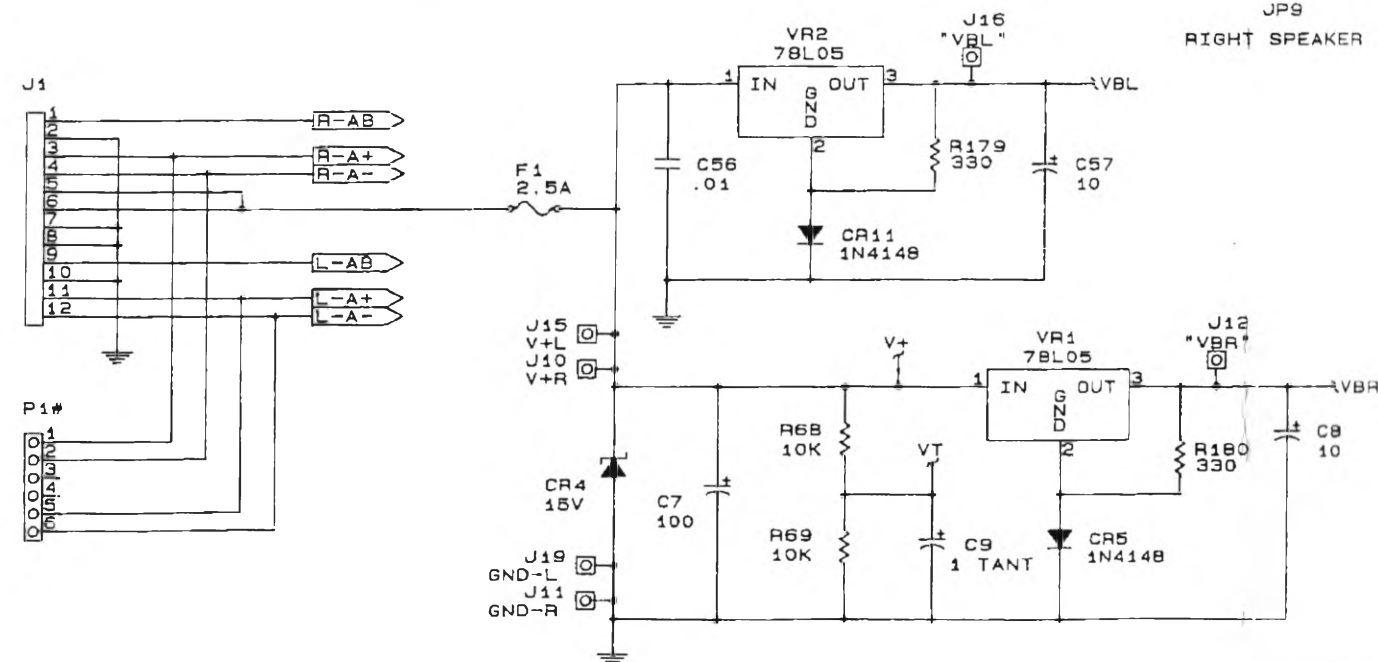 JP9
RIGHT SPEAKER
J16
"VBL"
VR2
78L05
1
IN
OUT
3
GND
2
VBL
R179
330
C56
.01
C57
10
CR11
1N4148
J1
1
2
3
4
5
6
7
8
9
10
11
12
R-AB
R-A+
R-A-
L-AB
L-A+
L-A-
F1
2.5A
J15
V+L
J10
V+R
V+
VR1
78L05
1
IN
OUT
3
GND
2
J12
"VBR"
VBR
P1#
1
2
3
4
5
6
R68
10K
VT
R180
330
C8
10
CR4
15V
C7
100
R69
10K
C9
1 TANT
CR5
1N4148
J19
GND-L
J11
GND-R